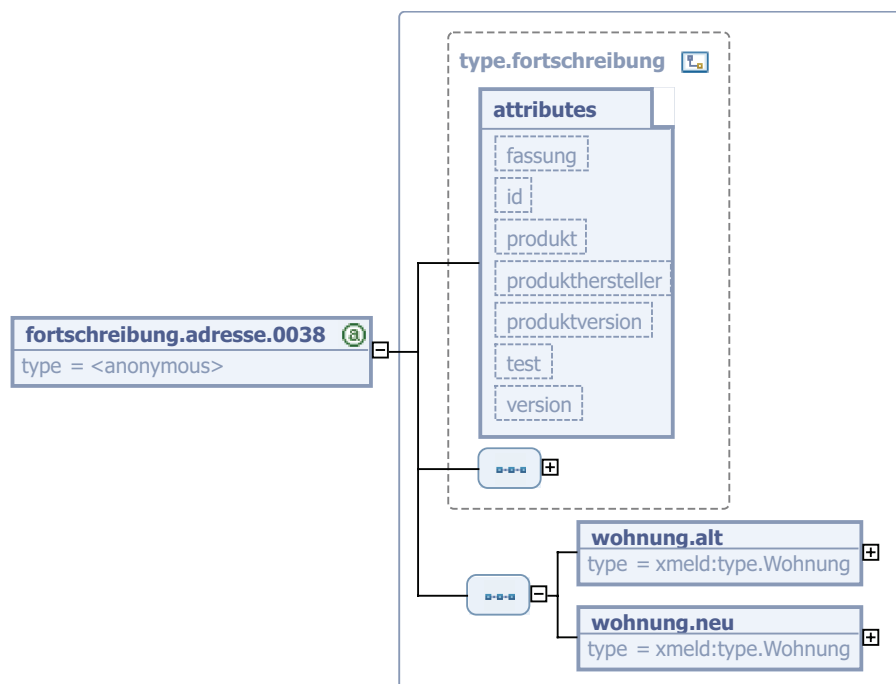 type.fortschreibung
attributes
fassung
id
produkt
produkthersteller
produktversion
test
version
fortschreibung.adresse.0038 a
type = <anonymous>
wohnung.alt
type = xmeld:type.Wohnung
wohnung.neu
type = xmeld:type.Wohnung